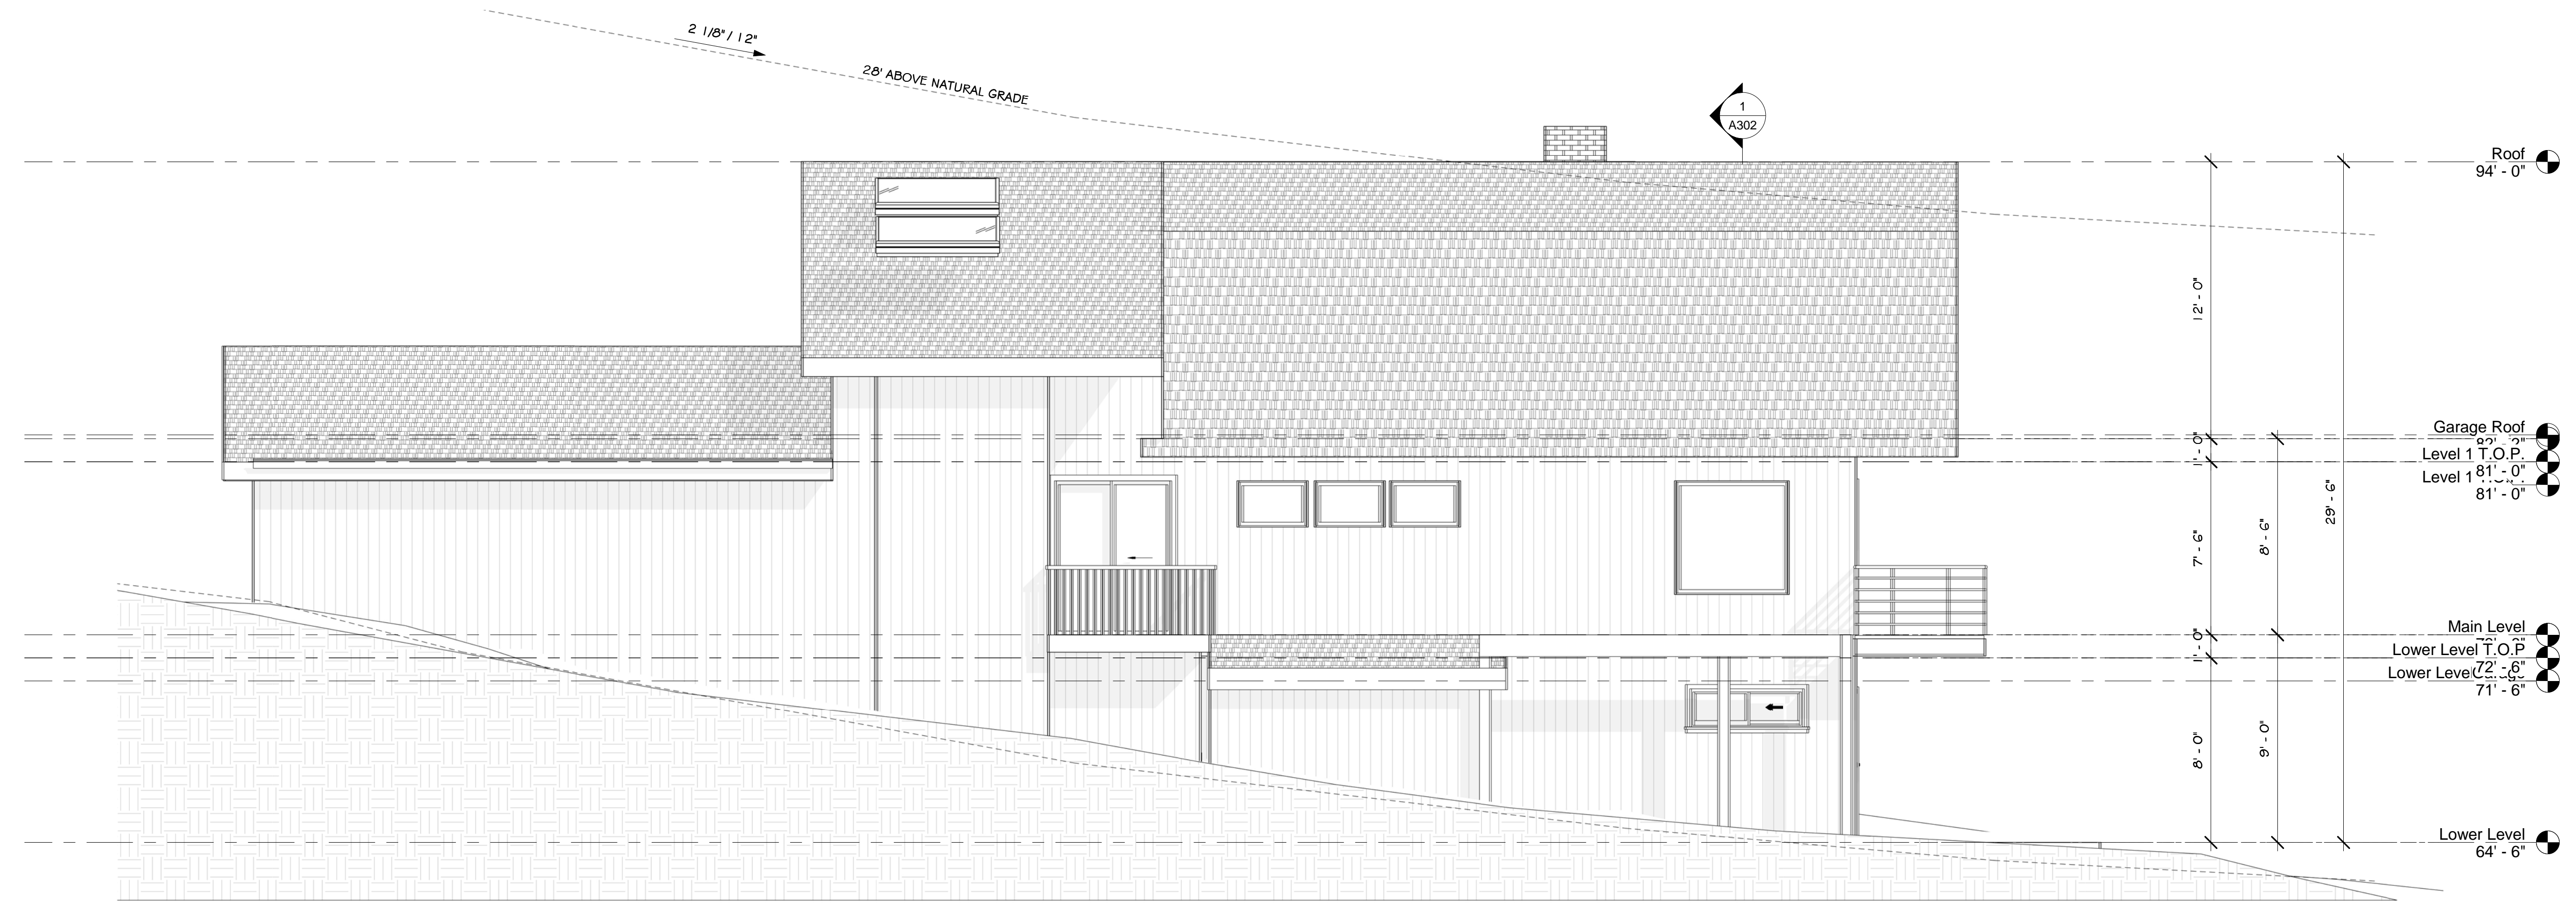 2 1/8" / 12"
28' ABOVE NATURAL GRADE
1
A302
Roof
94' - 0"
12' - 0"
Garage Roof
82' - 2"
1' - 0"
Level 1 T.O.P.
81' - 0"
Level 1
81' - 0"
29' - 6"
8' - 6"
7' - 6"
Main Level
1' - 0"
Lower Level T.O.P
72' - 6"
Lower Level
71' - 6"
8' - 0"
9' - 0"
Lower Level
64' - 6"